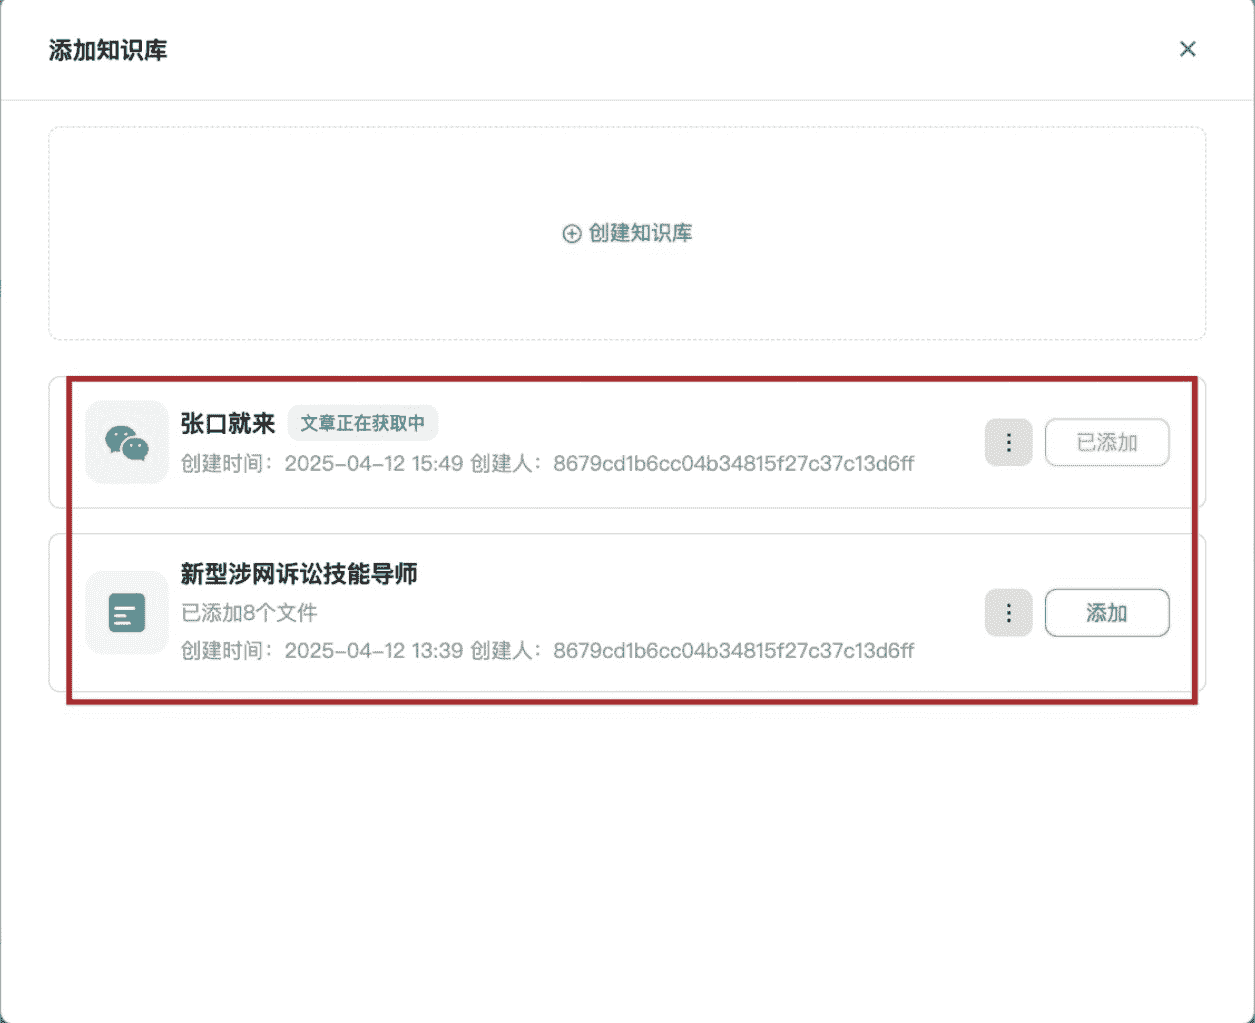 添加知识库
创建知识库
张口就来 文章正在获取中
创建时间：2025-04-12 15:49 创建人：8679cd1b6cc04b34815f27c37c13d6ff
已添加
新型涉网诉讼技能导师
已添加8个文件
创建时间：2025-04-12 13:39 创建人：8679cd1b6cc04b34815f27c37c13d6ff
添加